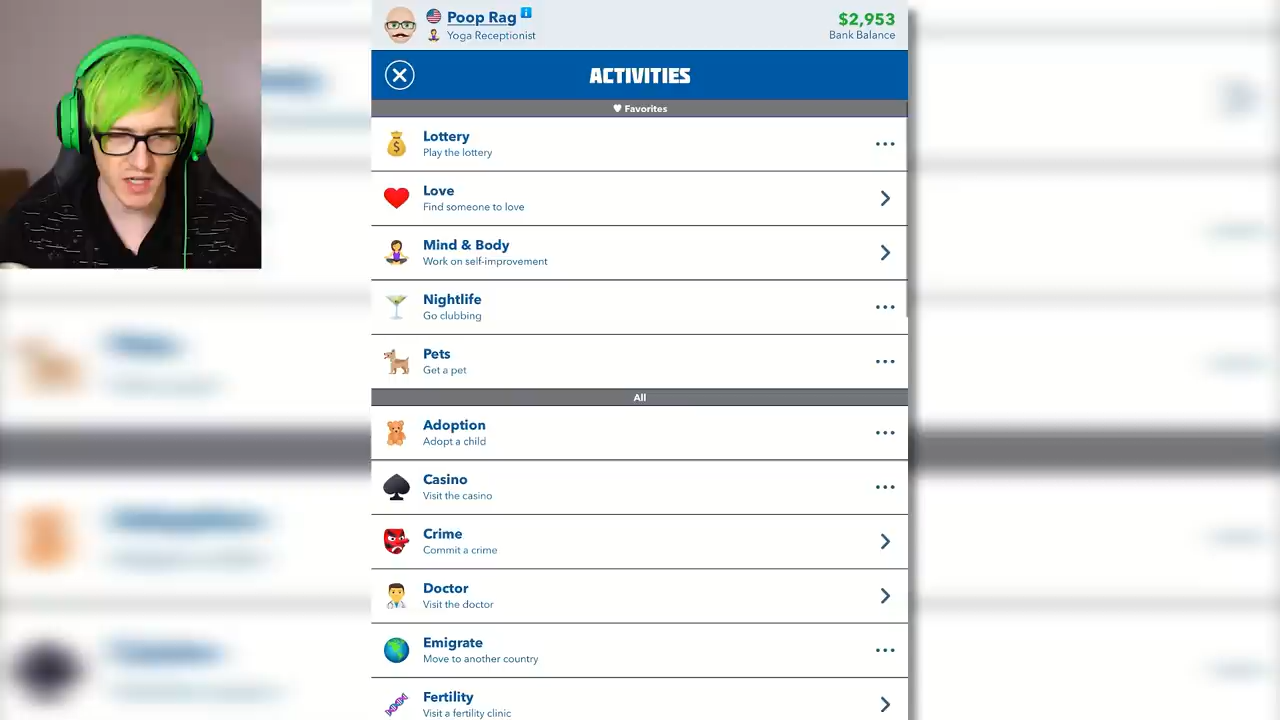 Poop Rag
Yoga Receptionist
$2,953
Bank Balance
ACTIVITIES
♥ Favorites
Lottery
Play the lottery
Love
Find someone to love
Mind & Body
Work on self-improvement
Nightlife
Go clubbing
Pets
Get a pet
All
Adoption
Adopt a child
Casino
Visit the casino
Crime
Commit a crime
Doctor
Visit the doctor
Emigrate
Move to another country
Fertility
Visit a fertility clinic